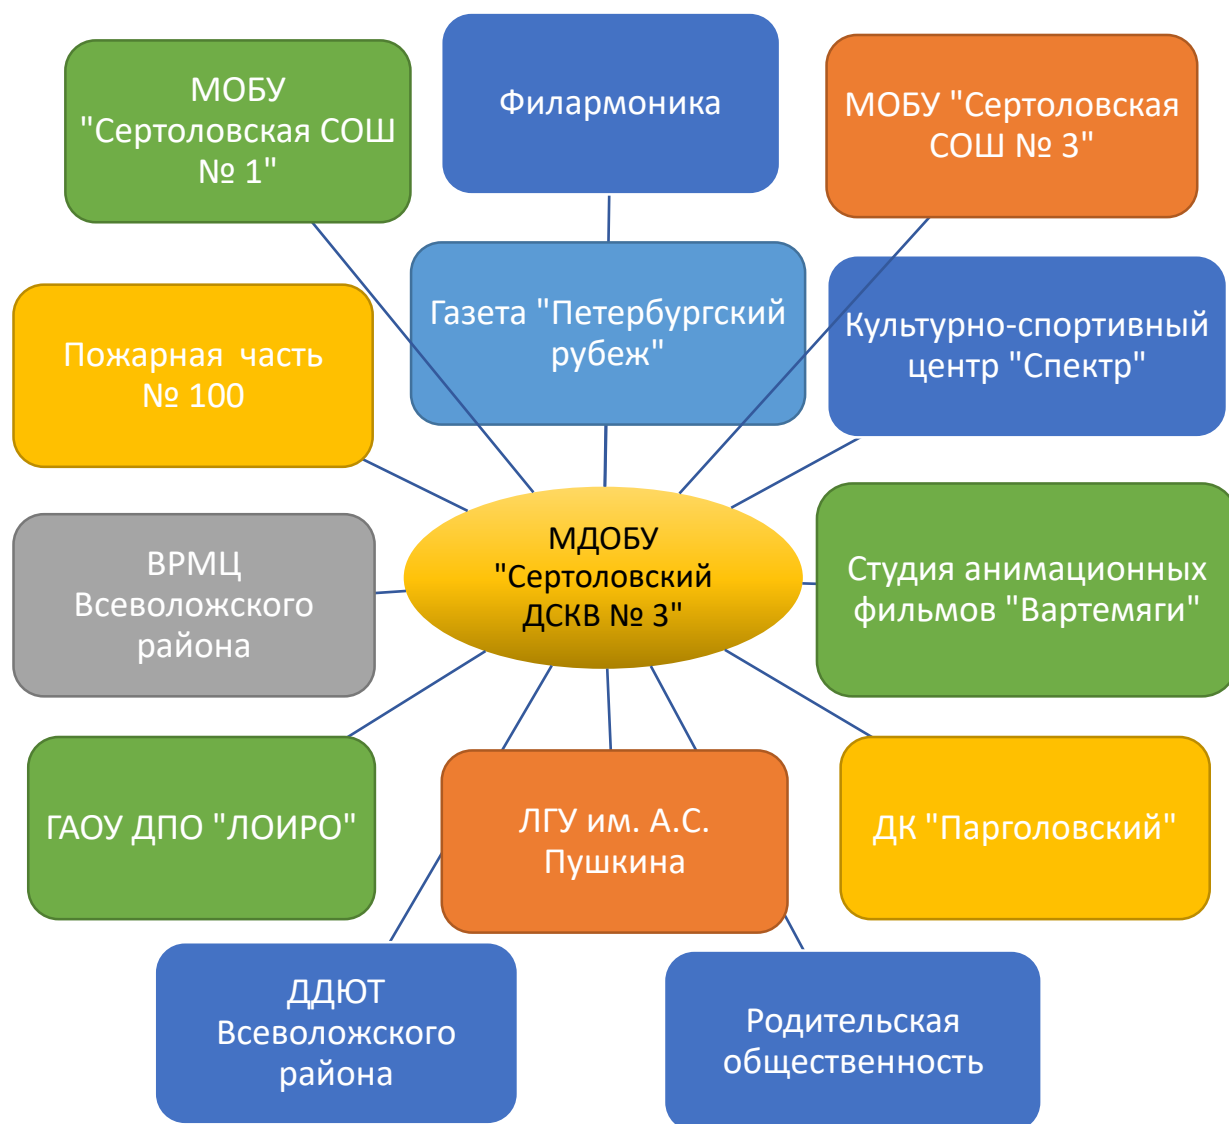 МОБУ
"Сертоловская СОШ
№ 1"
Филармоника
МОБУ "Сертоловская
СОШ № 3"
Пожарная часть
№ 100
Газета "Петербургский
рубеж"
Культурно-спортивный
центр "Спектр"
ВРМЦ
Всеволожского
района
МДОБУ
"Сертоловский
ДСКВ № 3"
Студия анимационных
фильмов "Вартемяги"
ГАОУ ДПО "ЛОИРО"
ЛГУ им. А.С.
Пушкина
ДК "Парголовский"
ДДЮТ
Всеволожского
района
Родительская
общественность